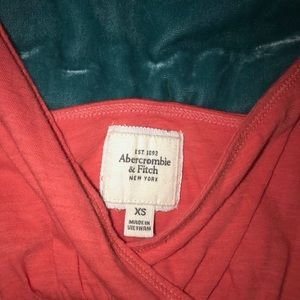 EST 1892
Abercrombie
& Fitch
NEW YORK
XS
MADE IN
VIETNAM